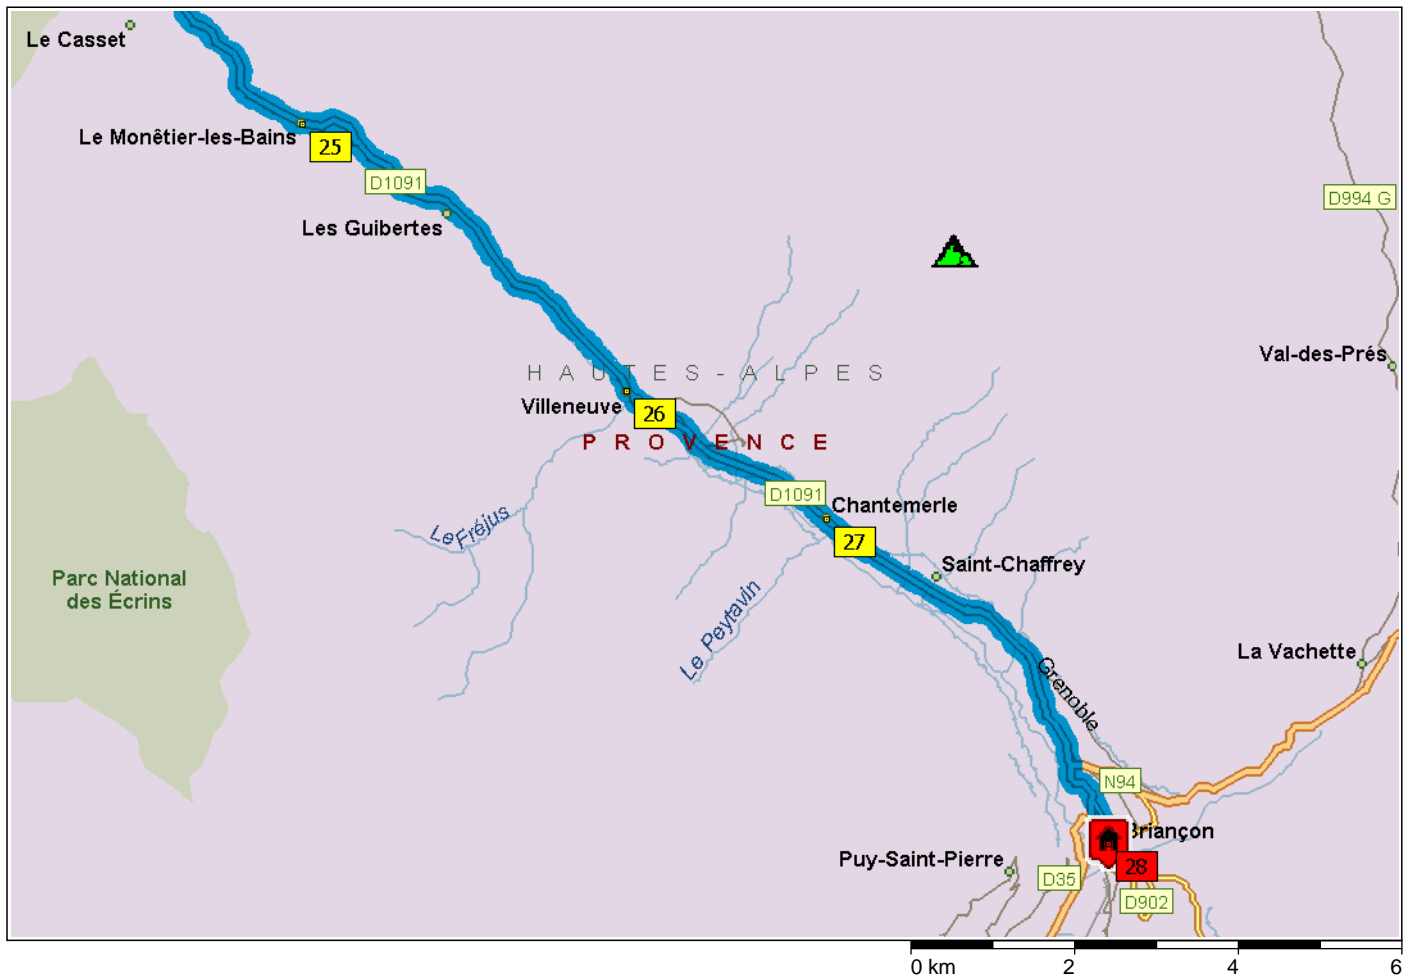 Le Casset
Le Monêtier-les-Bains
25
D1091
Les Guibertes
D994 G
Val-des-Prés
HAUTES-ALPES
Villeneuve
26
PROVENCE
D1091
Chantemerle
27
Le Fréjus
Saint-Chaffrey
Parc National
des Écrins
Le Peytavin
La Vachette
Grenoble
N94
Briançon
Puy-Saint-Pierre
28
D35
D902
0 km 2 4 6